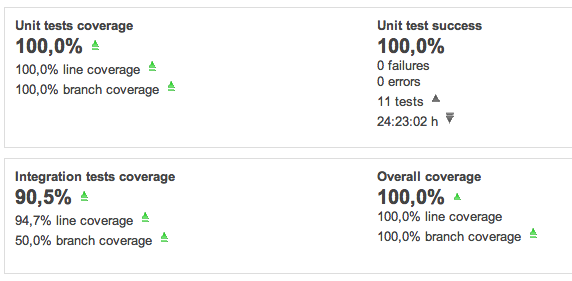 Unit tests coverage
100,0%
100,0% line coverage
100,0% branch coverage
Unit test success
100,0%
0 failures
0 errors
11 tests
24:23:02 h
Integration tests coverage
90,5%
94,7% line coverage
50,0% branch coverage
Overall coverage
100,0%
100,0% line coverage
100,0% branch coverage